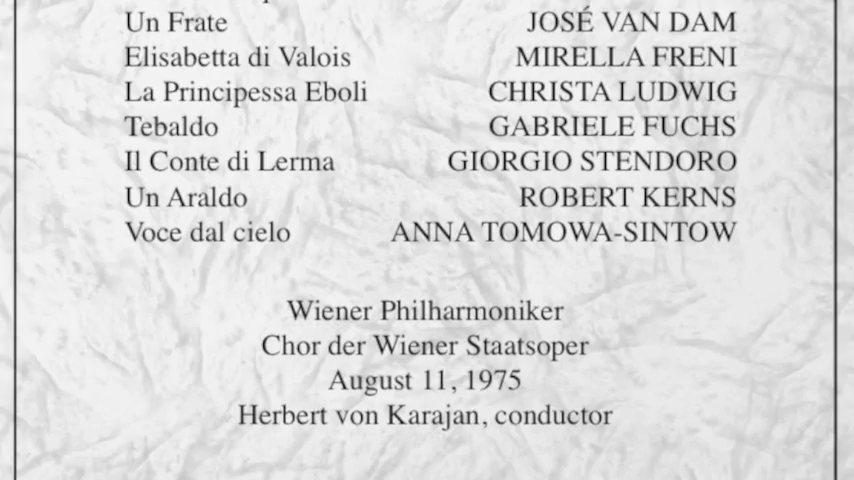 Un Frate JOSÉ VAN DAM
Elisabetta di Valois MIRELLA FRENI
La Principessa Eboli CHRISTA LUDWIG
Tebaldo GABRIELE FUCHS
Il Conte di Lerma GIORGIO STENDORO
Un Araldo ROBERT KERNS
Voce dal cielo ANNA TOMOWA-SINTOW
Wiener Philharmoniker
Chor der Wiener Staatsoper
August 11, 1975
Herbert von Karajan, conductor